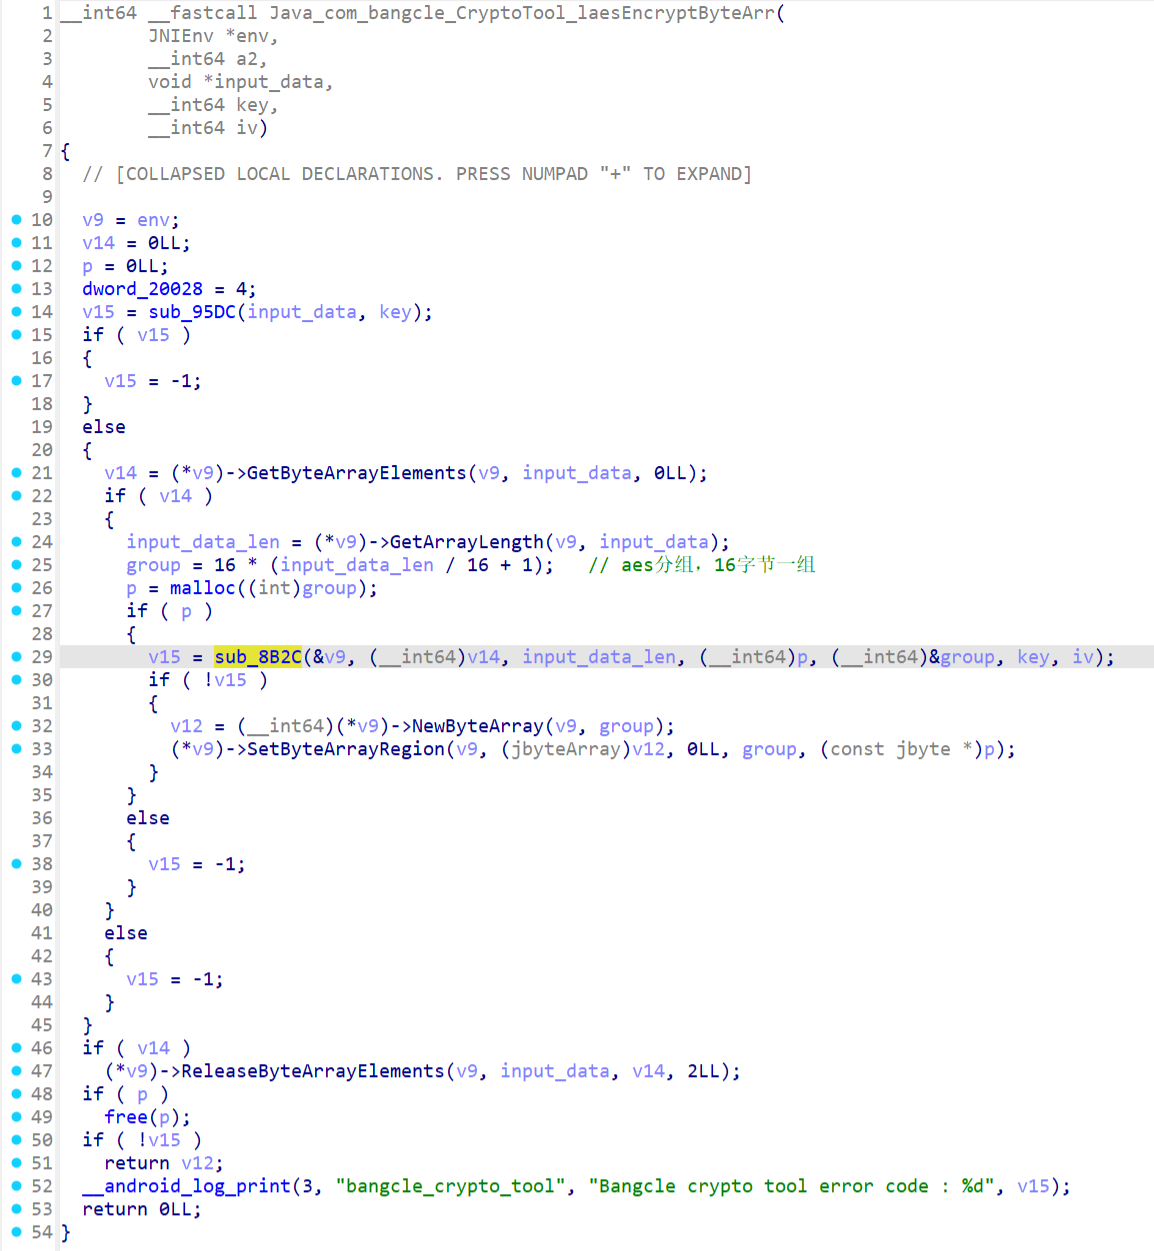 1 __int64 __fastcall Java_com_bangcle_CryptoTool_laesEncryptByteArr(
2         JNIEnv *env,
3         __int64 a2,
4         void *input_data,
5         __int64 key,
6         __int64 iv)
7 {
8   // [COLLAPSED LOCAL DECLARATIONS. PRESS NUMPAD "+" TO EXPAND]
9
10   v9 = env;
11   v14 = 0LL;
12   p = 0LL;
13   dword_20028 = 4;
14   v15 = sub_95DC(input_data, key);
15   if ( v15 )
16   {
17     v15 = -1;
18   }
19   else
20   {
21     v14 = (*v9)->GetByteArrayElements(v9, input_data, 0LL);
22     if ( v14 )
23     {
24       input_data_len = (*v9)->GetArrayLength(v9, input_data);
25       group = 16 * (input_data_len / 16 + 1);   // aes分组，16字节一组
26       p = malloc((int)group);
27       if ( p )
28       {
29         v15 = sub_8B2C(&v9, (__int64)v14, input_data_len, (__int64)p, (__int64)&group, key, iv);
30         if ( !v15 )
31         {
32           v12 = (__int64)(*v9)->NewByteArray(v9, group);
33           (*v9)->SetByteArrayRegion(v9, (jbyteArray)v12, 0LL, group, (const jbyte *)p);
34         }
35       }
36       else
37       {
38         v15 = -1;
39       }
40     }
41     else
42     {
43       v15 = -1;
44     }
45   }
46   if ( v14 )
47     (*v9)->ReleaseByteArrayElements(v9, input_data, v14, 2LL);
48   if ( p )
49     free(p);
50   if ( !v15 )
51     return v12;
52   __android_log_print(3, "bangcle_crypto_tool", "Bangcle crypto tool error code : %d", v15);
53   return 0LL;
54 }